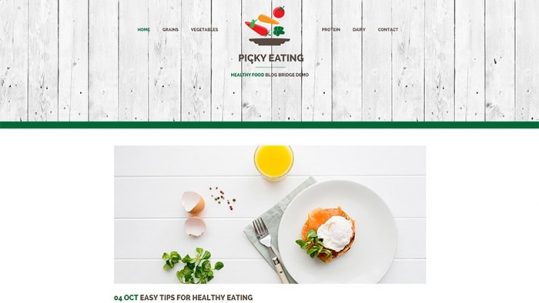 HOME GRAINS VEGETABLES PROTEIN DAIRY CONTACT
PICKY EATING
HEALTHY FOOD BLOG BRIDGE DEMO
04 OCT EASY TIPS FOR HEALTHY EATING